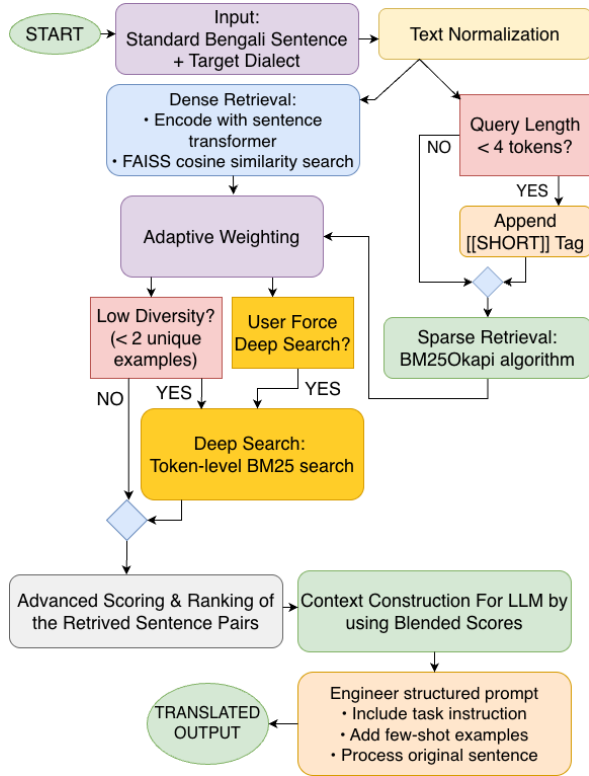 START
Input:
Standard Bengali Sentence
+ Target Dialect
Text Normalization
Dense Retrieval:
• Encode with sentence
transformer
• FAISS cosine similarity search
Query Length
< 4 tokens?
NO
YES
Append
[[SHORT]] Tag
Adaptive Weighting
Sparse Retrieval:
BM25Okapi algorithm
Low Diversity?
(< 2 unique
examples)
User Force
Deep Search?
NO
YES
YES
Deep Search:
Token-level BM25 search
Advanced Scoring & Ranking of
the Retrived Sentence Pairs
Context Construction For LLM by
using Blended Scores
Engineer structured prompt
• Include task instruction
• Add few-shot examples
• Process original sentence
TRANSLATED
OUTPUT